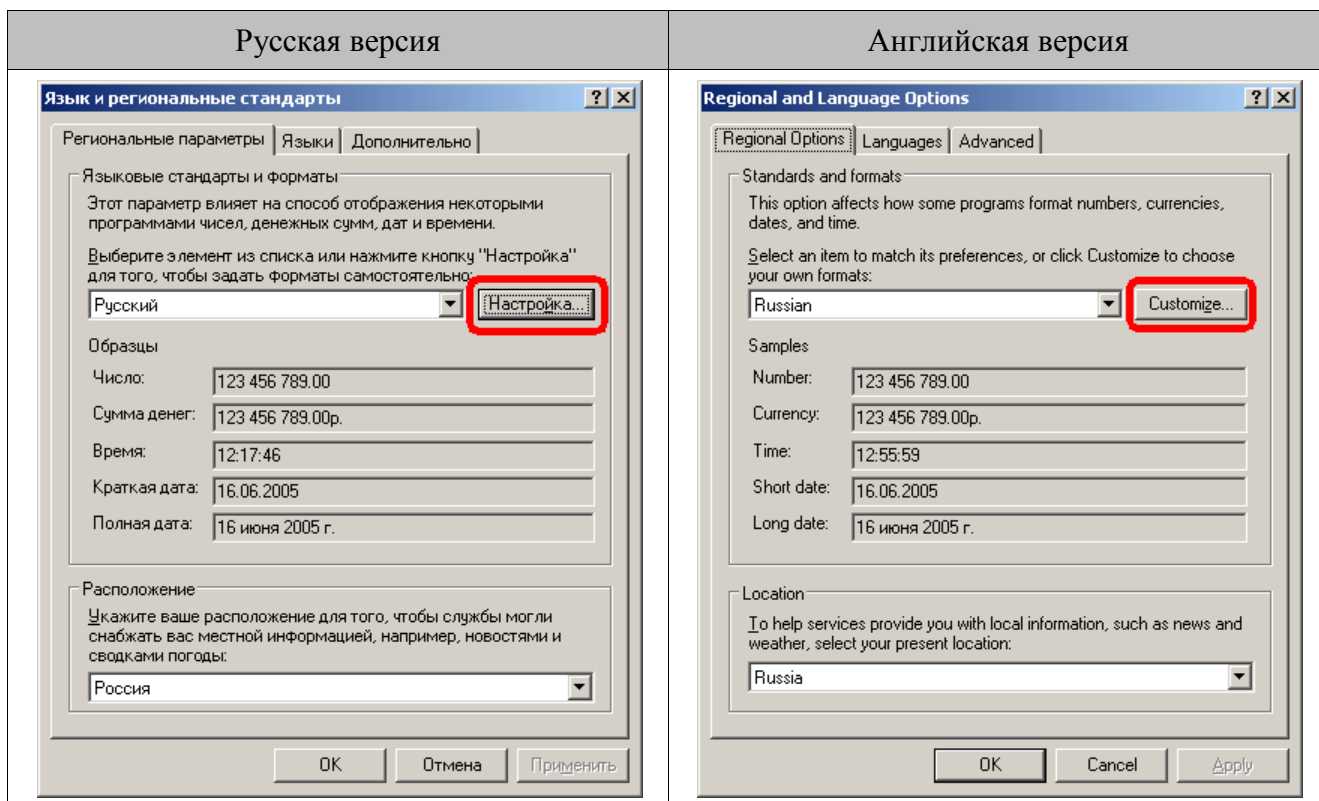 Русская версия
Английская версия
Язык и региональные стандарты
Региональные параметры Языки Дополнительно
Языковые стандарты и форматы
Этот параметр влияет на способ отображения некоторыми
программами чисел, денежных сумм, дат и времени.
Выберите элемент из списка или нажмите кнопку "Настройка"
для того, чтобы задать форматы самостоятельно:
Русский Настройка...
Образцы
Число: 123 456 789.00
Сумма денег: 123 456 789.00р.
Время: 12:17:46
Краткая дата: 16.06.2005
Полная дата: 16 июня 2005 г.
Расположение
Укажите ваше расположение для того, чтобы службы могли
снабжать вас местной информацией, например, новостями и
сводками погоды:
Россия
OK Отмена Применить
Regional and Language Options
Regional Options Languages Advanced
Standards and formats
This option affects how some programs format numbers, currencies,
dates, and time.
Select an item to match its preferences, or click Customize to choose
your own formats:
Russian Customize...
Samples
Number: 123 456 789.00
Currency: 123 456 789.00р.
Time: 12:55:59
Short date: 16.06.2005
Long date: 16 июня 2005 г.
Location
To help services provide you with local information, such as news and
weather, select your present location:
Russia
OK Cancel Apply